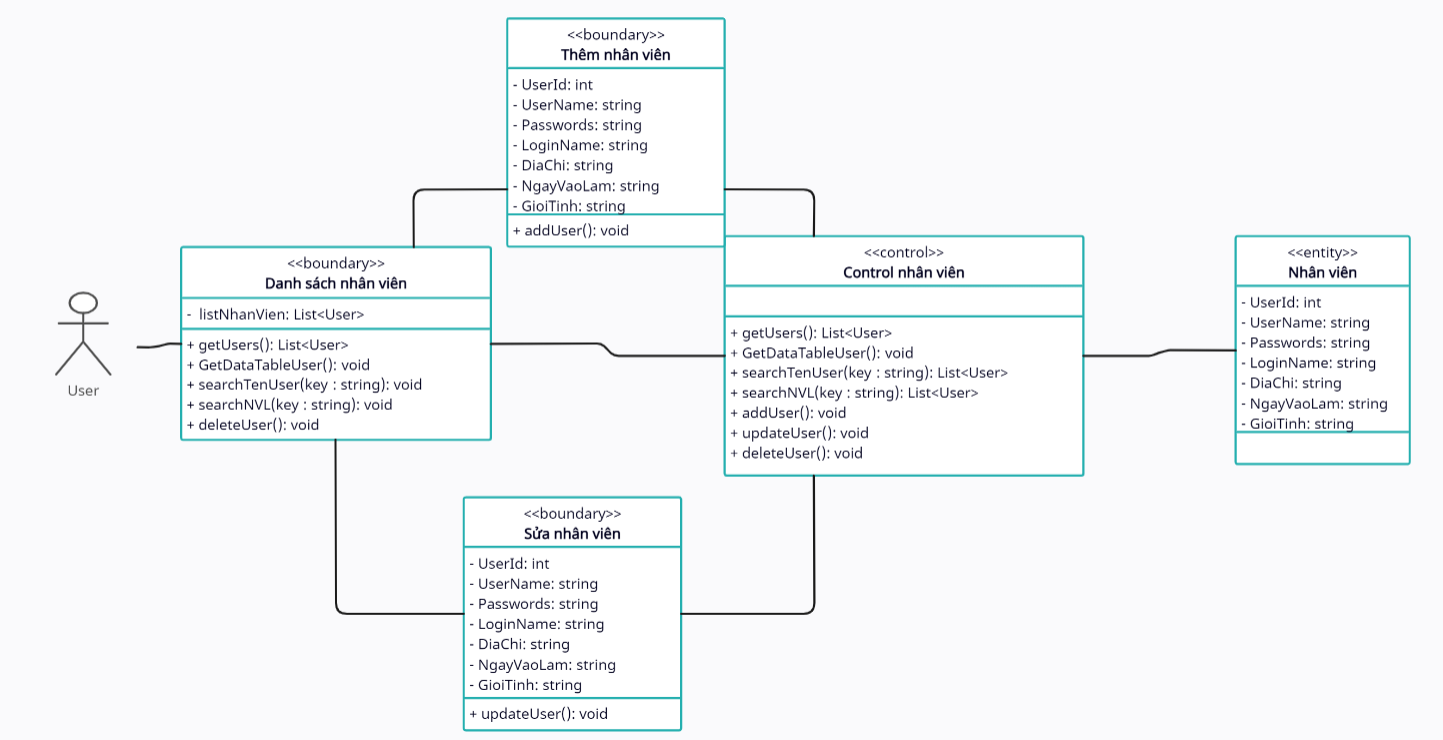 <<boundary>>
Thêm nhân viên
- UserId: int
- UserName: string
- Passwords: string
- LoginName: string
- DiaChi: string
- NgayVaoLam: string
- GioiTinh: string
+ addUser(): void
User
<<boundary>>
Danh sách nhân viên
- listNhanVien: List<User>
+ getUsers(): List<User>
+ GetDataTableUser(): void
+ searchTenUser(key : string): void
+ searchNVL(key : string): void
+ deleteUser(): void
<<control>>
Control nhân viên
+ getUsers(): List<User>
+ GetDataTableUser(): void
+ searchTenUser(key : string): List<User>
+ searchNVL(key : string): List<User>
+ addUser(): void
+ updateUser(): void
+ deleteUser(): void
<<entity>>
Nhân viên
- UserId: int
- UserName: string
- Passwords: string
- LoginName: string
- DiaChi: string
- NgayVaoLam: string
- GioiTinh: string
<<boundary>>
Sửa nhân viên
- UserId: int
- UserName: string
- Passwords: string
- LoginName: string
- DiaChi: string
- NgayVaoLam: string
- GioiTinh: string
+ updateUser(): void